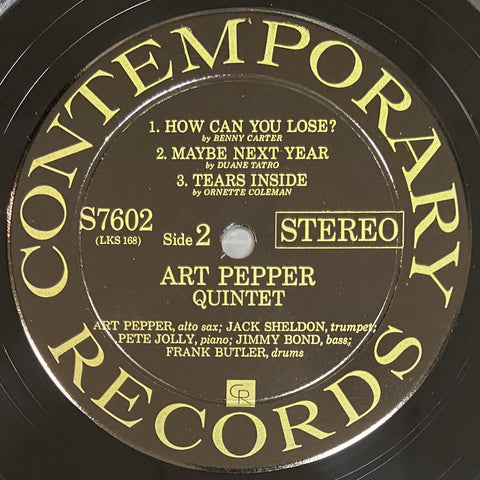 CONTEMPORARY
1. HOW CAN YOU LOSE?
by BENNY CARTER
2. MAYBE NEXT YEAR
by DUANE TATRO
3. TEARS INSIDE
by ORNETTE COLEMAN
S7602
(LKS 168)
Side 2
STEREO
ART PEPPER
QUINTET
ART PEPPER, alto sax; JACK SHELDON, trumpet;
PETE JOLLY, piano; JIMMY BOND, bass;
FRANK BUTLER, drums
CR
RECORDS